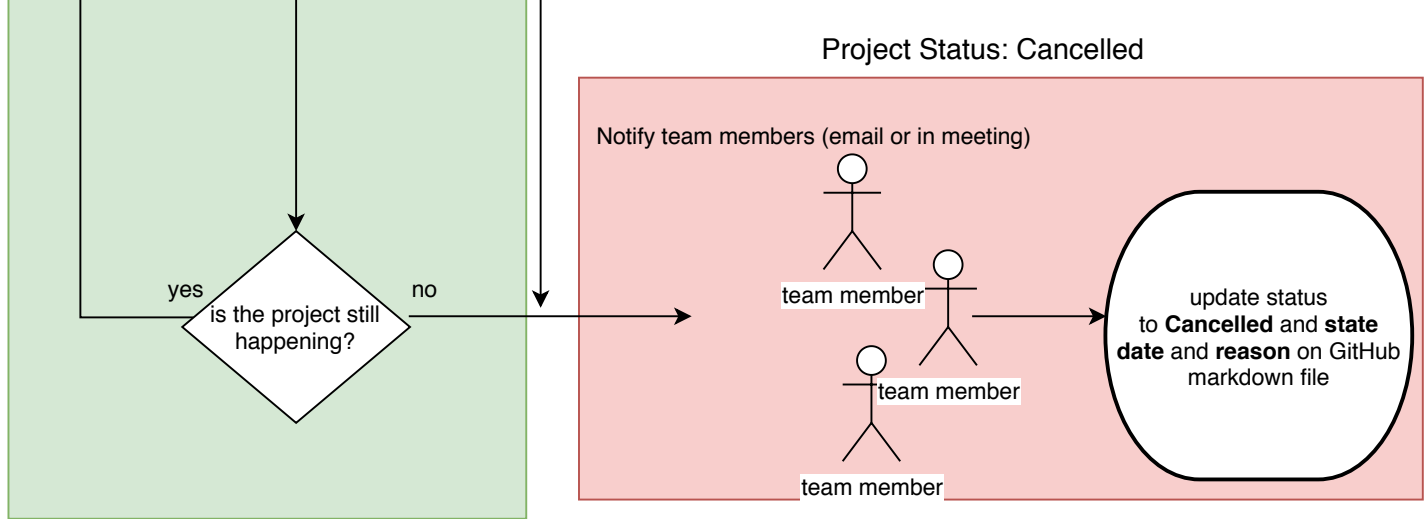 Project Status: Cancelled
Notify team members (email or in meeting)
team member
team member
team member
yes
no
is the project still
happening?
update status
to Cancelled and state
date and reason on GitHub
markdown file